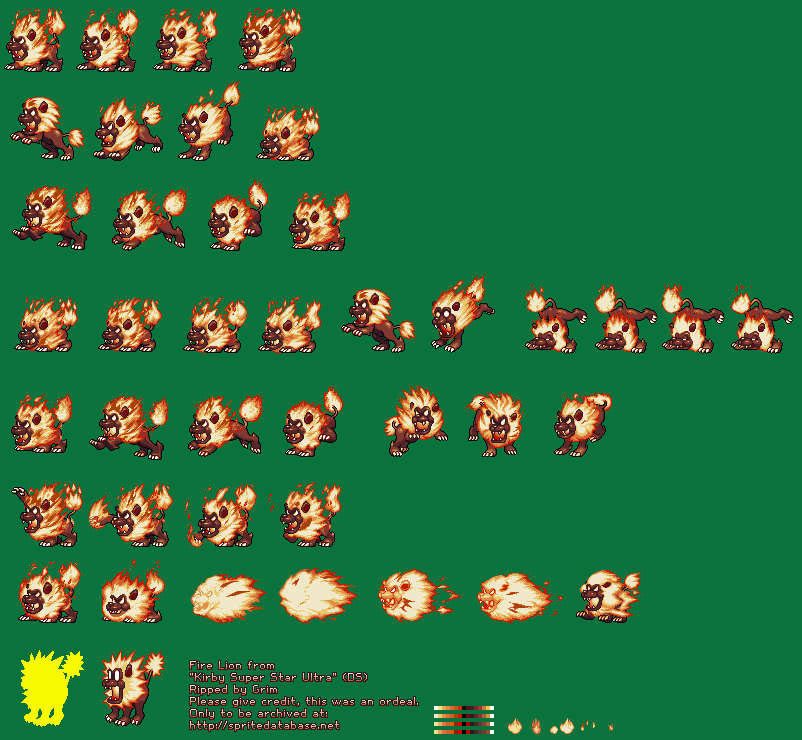 Fire Lion from
"Kirby Super Star Ultra" (DS)
Ripped by Grim
Please give credit, this was an ordeal.
Only to be archived at:
http://spritedatabase.net